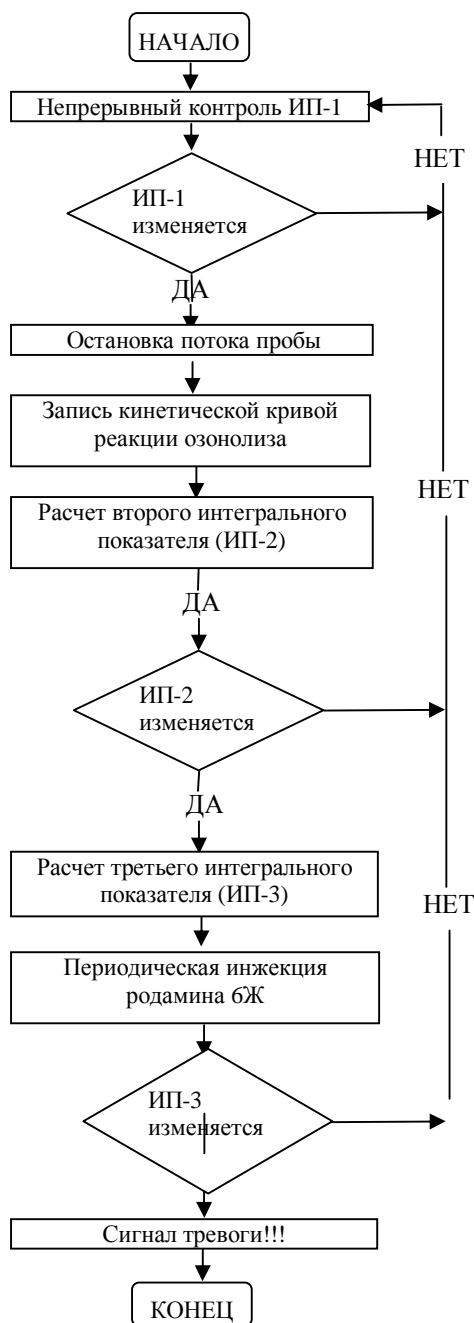 НАЧАЛО
Непрерывный контроль ИП-1
НЕТ
ИП-1
изменяется
ДА
Остановка потока пробы
Запись кинетической кривой
реакции озонолиза
НЕТ
Расчет второго интегрального
показателя (ИП-2)
ДА
ИП-2
изменяется
ДА
Расчет третьего интегрального
показателя (ИП-3)
НЕТ
Периодическая инжекция
родамина 6Ж
ИП-3
изменяется
Сигнал тревоги!!!
КОНЕЦ